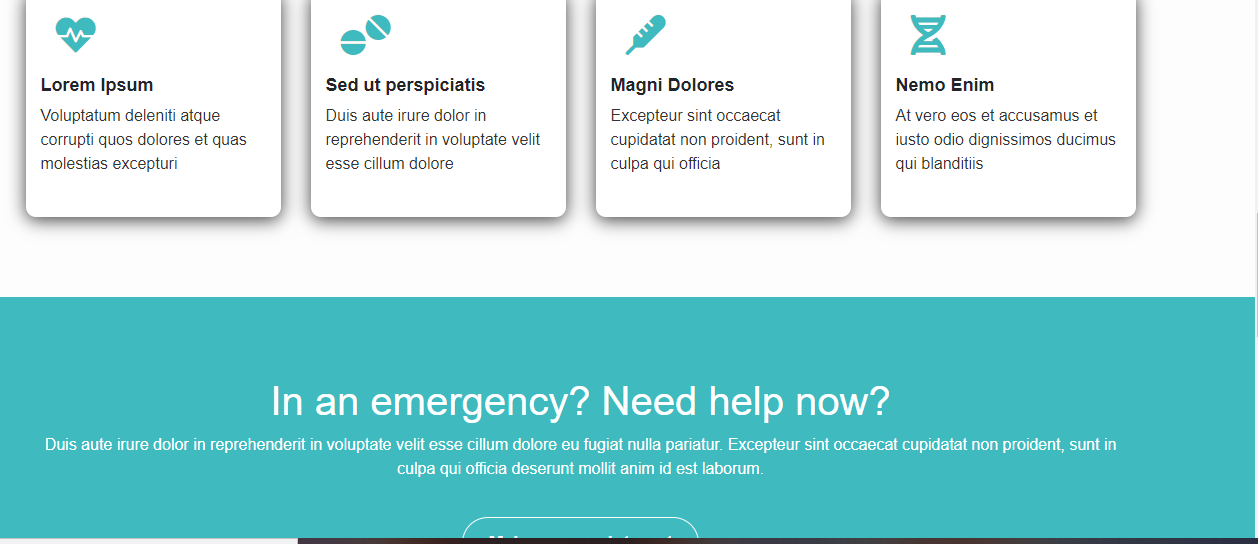 Lorem Ipsum
Voluptatum deleniti atque
corrupti quos dolores et quas
molestias excepturi
Sed ut perspiciatis
Duis aute irure dolor in
reprehenderit in voluptate velit
esse cillum dolore
Magni Dolores
Excepteur sint occaecat
cupidatat non proident, sunt in
culpa qui officia
Nemo Enim
At vero eos et accusamus et
iusto odio dignissimos ducimus
qui blanditiis
In an emergency? Need help now?
Duis aute irure dolor in reprehenderit in voluptate velit esse cillum dolore eu fugiat nulla pariatur. Excepteur sint occaecat cupidatat non proident, sunt in
culpa qui officia deserunt mollit anim id est laborum.